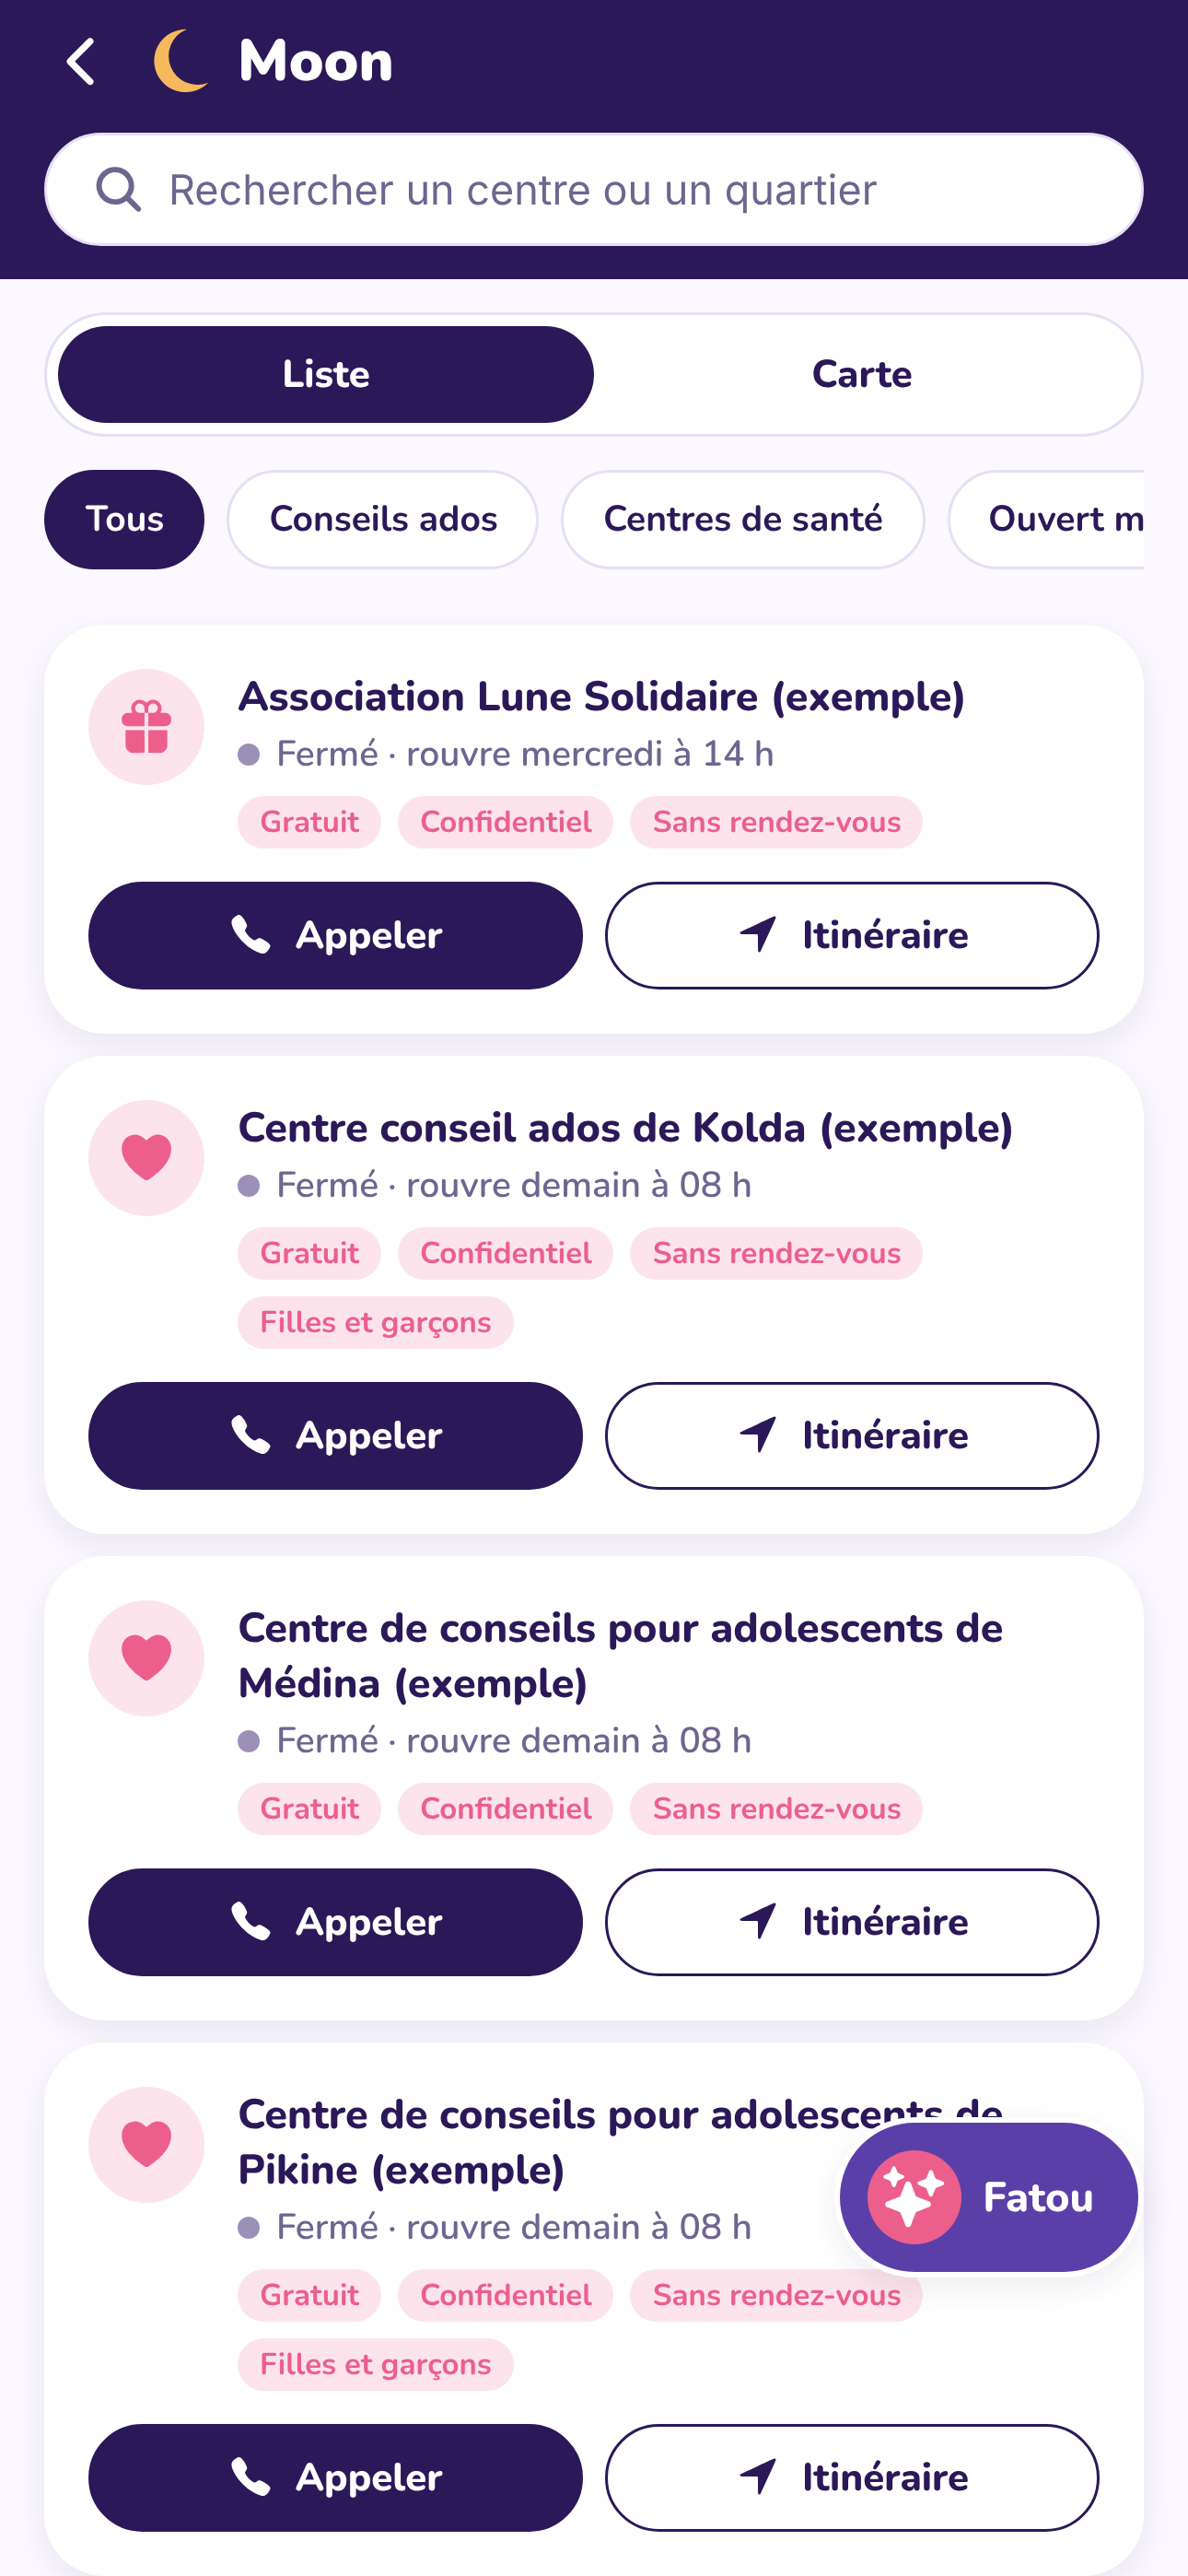 Moon
Rechercher un centre ou un quartier
Liste Carte
Tous Conseils ados Centres de santé Ouvert m
Association Lune Solidaire (exemple)
Fermé · rouvre mercredi à 14 h
Gratuit Confidentiel Sans rendez-vous
Appeler Itinéraire
Centre conseil ados de Kolda (exemple)
Fermé · rouvre demain à 08 h
Gratuit Confidentiel Sans rendez-vous
Filles et garçons
Appeler Itinéraire
Centre de conseils pour adolescents de
Médina (exemple)
Fermé · rouvre demain à 08 h
Gratuit Confidentiel Sans rendez-vous
Appeler Itinéraire
Centre de conseils pour adolescents de
Pikine (exemple)
Fatou
Fermé · rouvre demain à 08 h
Gratuit Confidentiel Sans rendez-vous
Filles et garçons
Appeler Itinéraire